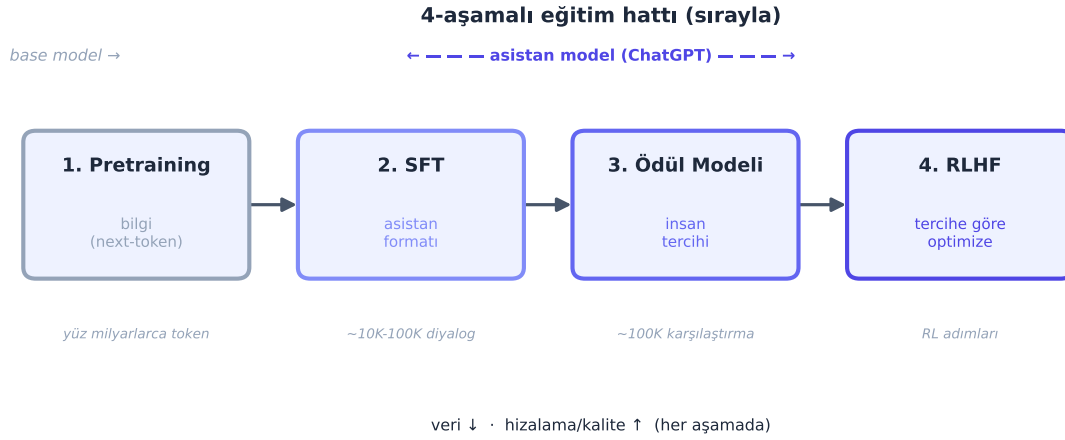 4-aşamalı eğitim hattı (sırayla)
base model →
← — — — asistan model (ChatGPT) — — — →
1. Pretraining
bilgi
(next-token)
2. SFT
asistan
formatı
3. Ödül Modeli
insan
tercihi
4. RLHF
tercihe göre
optimize
yüz milyarlarca token
~10K-100K diyalog
~100K karşılaştırma
RL adımları
veri ↓ · hizalama/kalite ↑ (her aşamada)